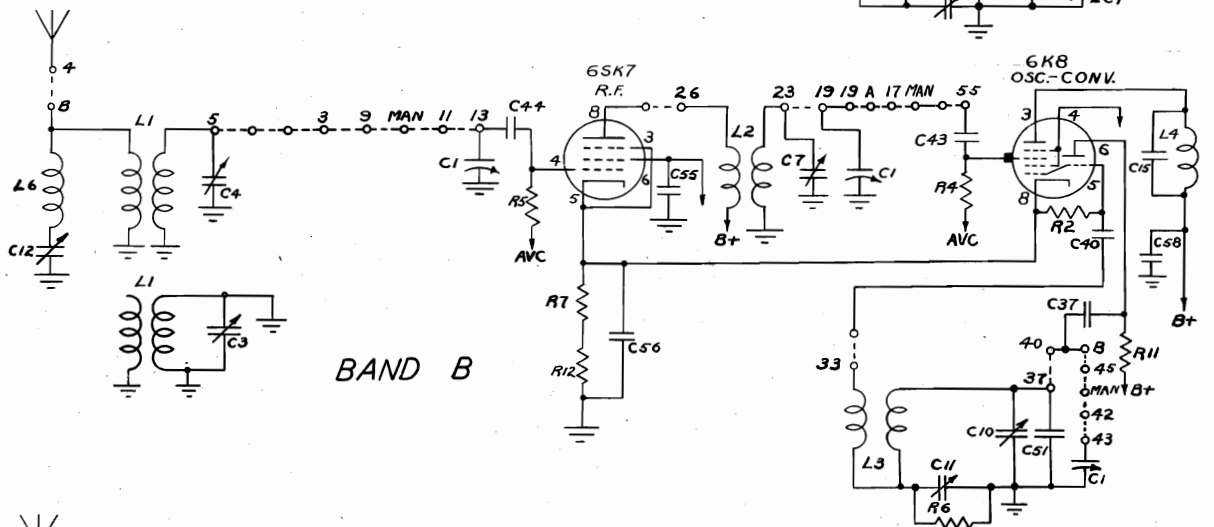 4
8
L1
L6
C12
5
C4
3
9
MAN
11
13
C44
C1
R5
AVC
6SK7
R.F.
8
4
5
3
6
C55
26
L2
B+
23
C7
19
19
A
17
MAN
55
C1
C43
R4
AVC
6K8
OSC.-CONV.
3
4
6
5
8
R2
C40
C15
L4
C58
B+
L1
C3
BAND B
R7
R12
C56
33
L3
C37
40
37
8
45
MAN
42
43
R11
B+
C10
C51
C1
C11
R6